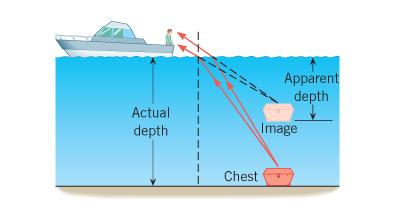 Apparent
depth
Actual
depth
Image
Chest